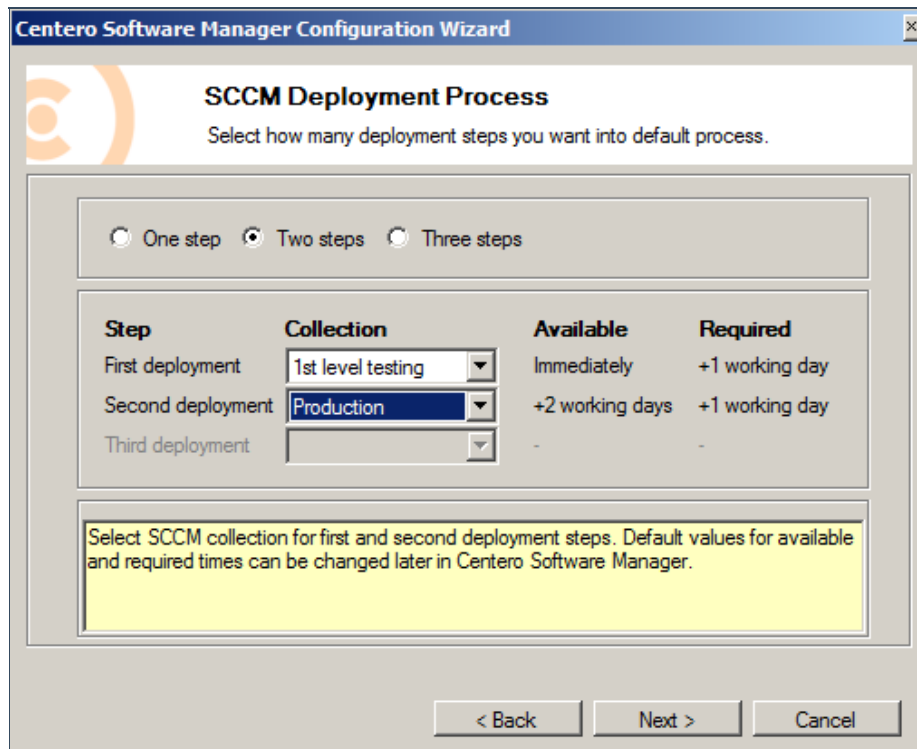 Centero Software Manager Configuration Wizard
SCCM Deployment Process
Select how many deployment steps you want into default process.
One step Two steps Three steps
Step Collection Available Required
First deployment 1st level testing Immediately +1 working day
Second deployment Production +2 working days +1 working day
Third deployment - -
Select SCCM collection for first and second deployment steps. Default values for available
and required times can be changed later in Centero Software Manager.
< Back Next > Cancel